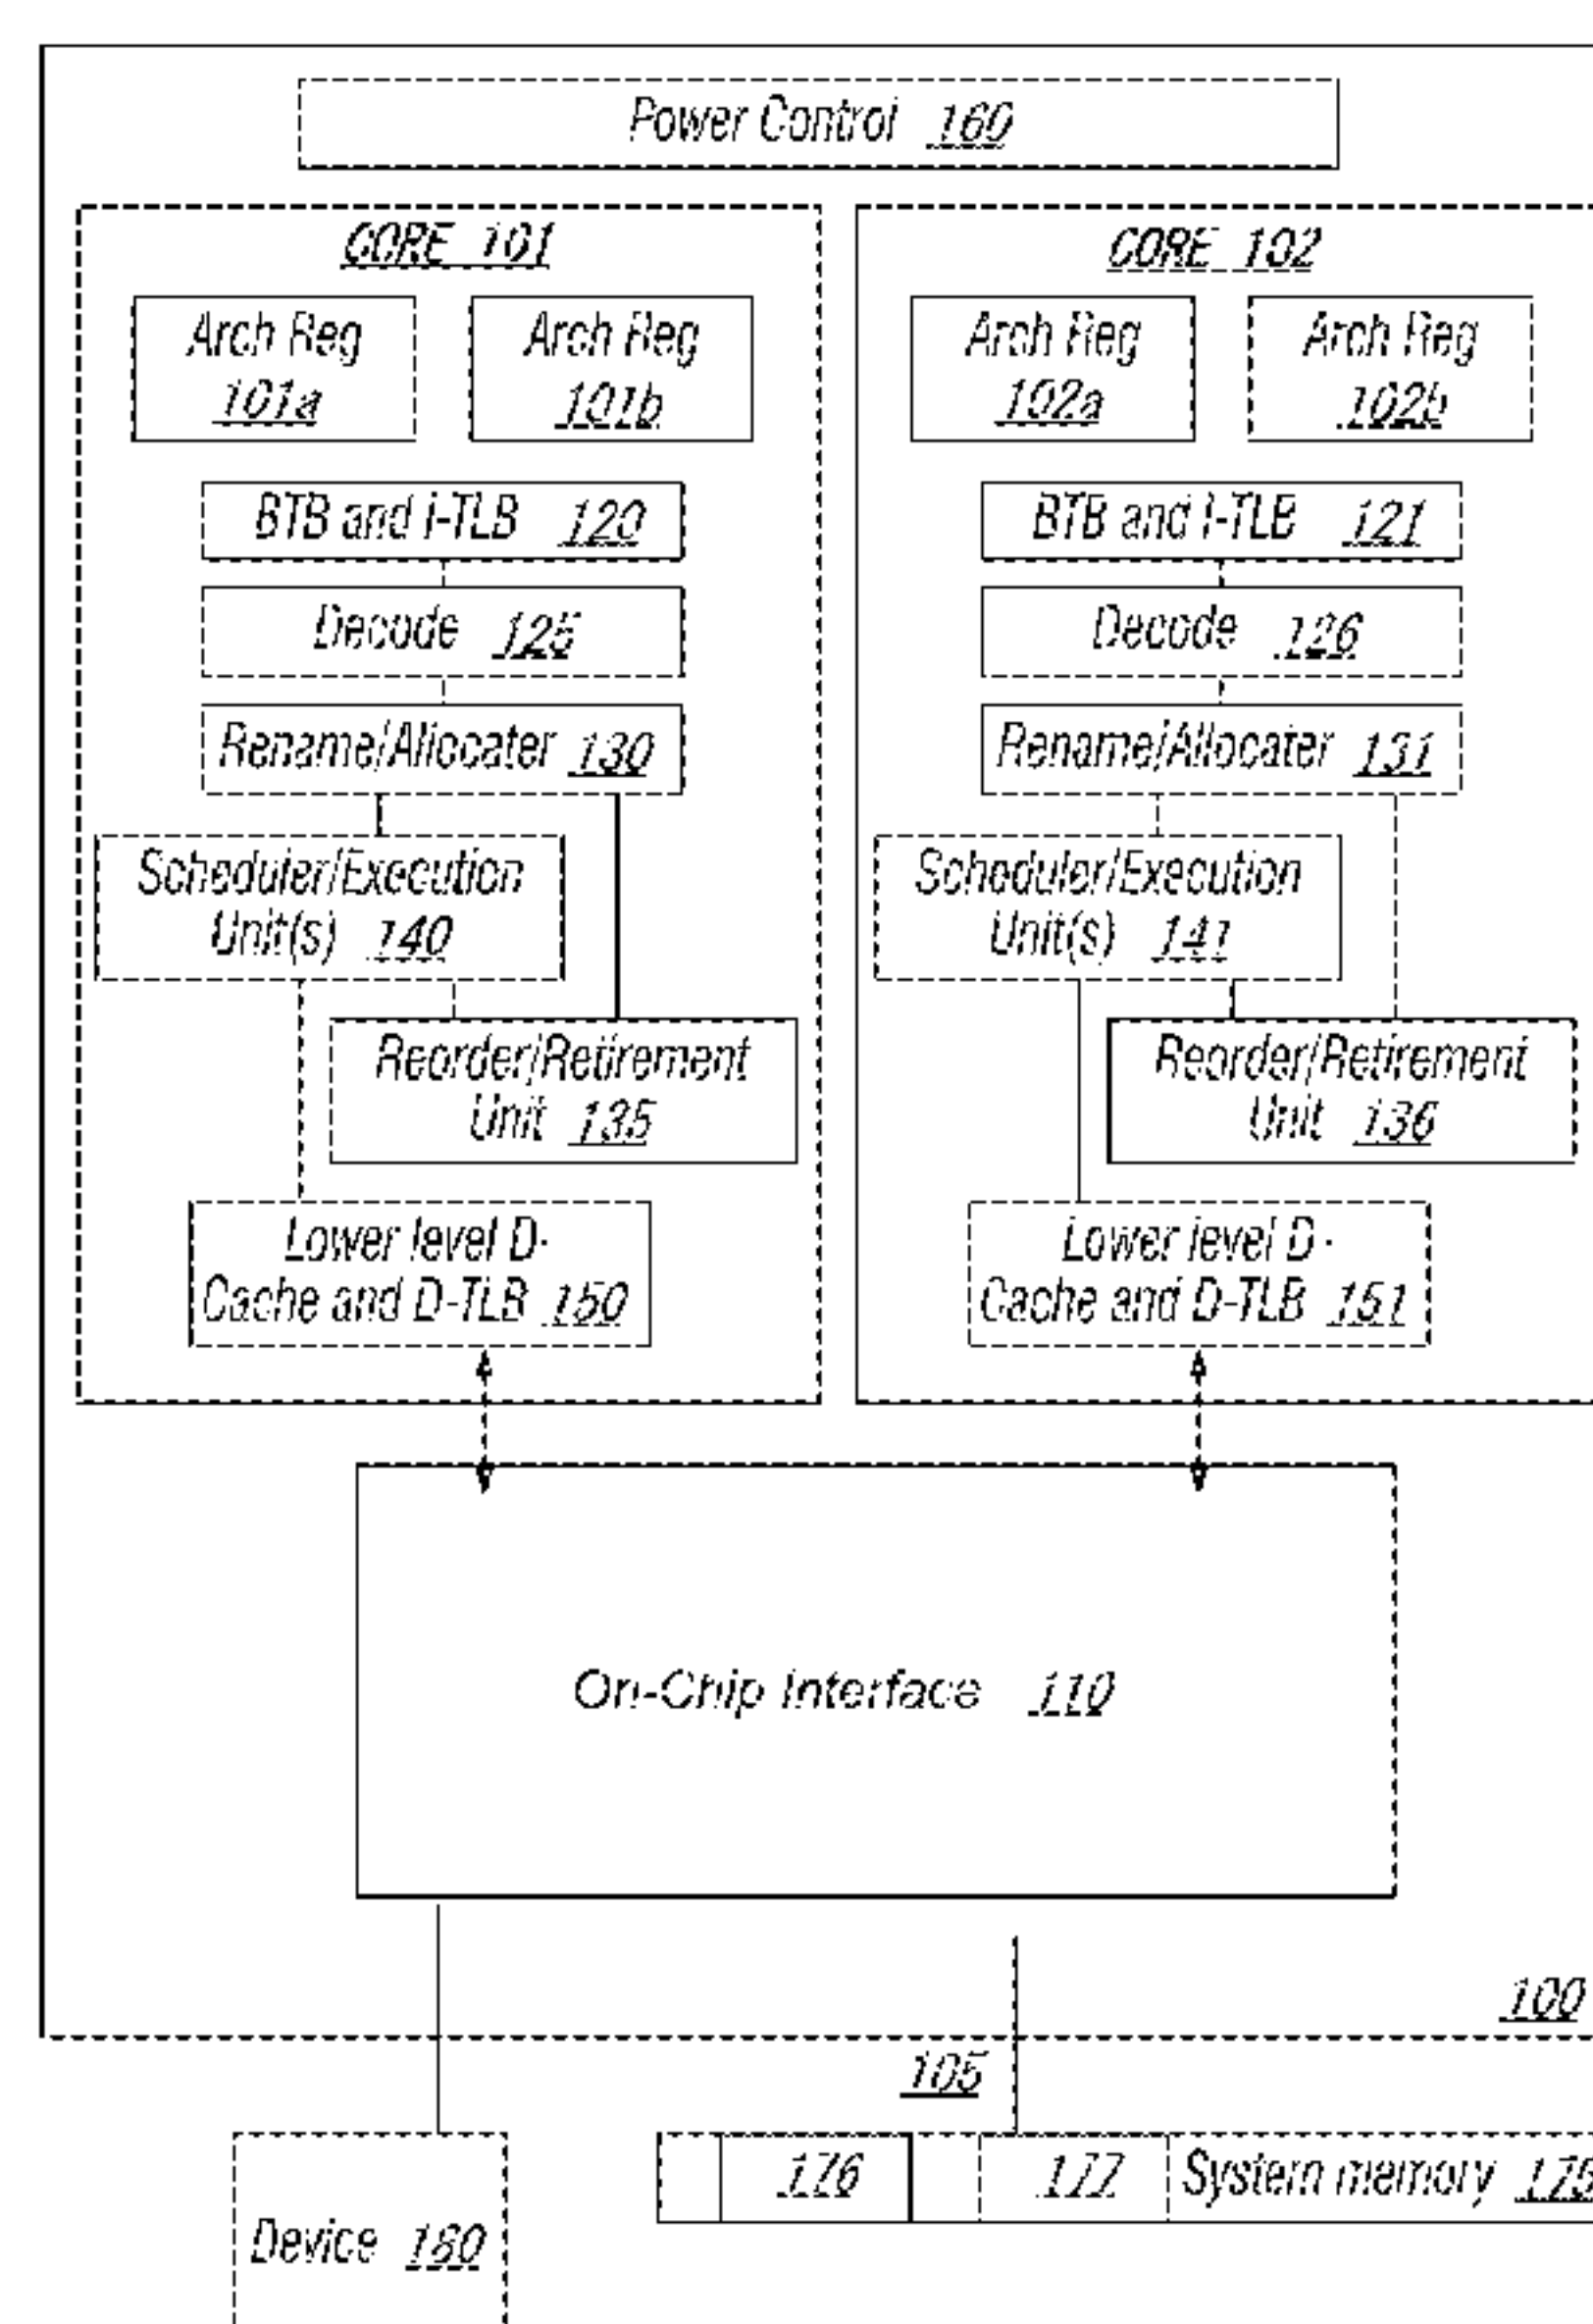 Power Control 160
CORE 101
Arch Reg
101a
Arch Reg
101b
BTB and I-TLB 120
Decode 125
Rename/Allocater 130
Scheduler/Execution
Unit(s) 140
Reorder/Retirement
Unit 135
Lower level D-
Cache and D-TLB 150
CORE 102
Arch Reg
102a
Arch Reg
102b
BTB and I-TLB 121
Decode 126
Rename/Allocater 131
Scheduler/Execution
Unit(s) 141
Reorder/Retirement
Unit 136
Lower level D-
Cache and D-TLB 151
On-Chip Interface 110
100
105
176
177
System memory 175
Device 180